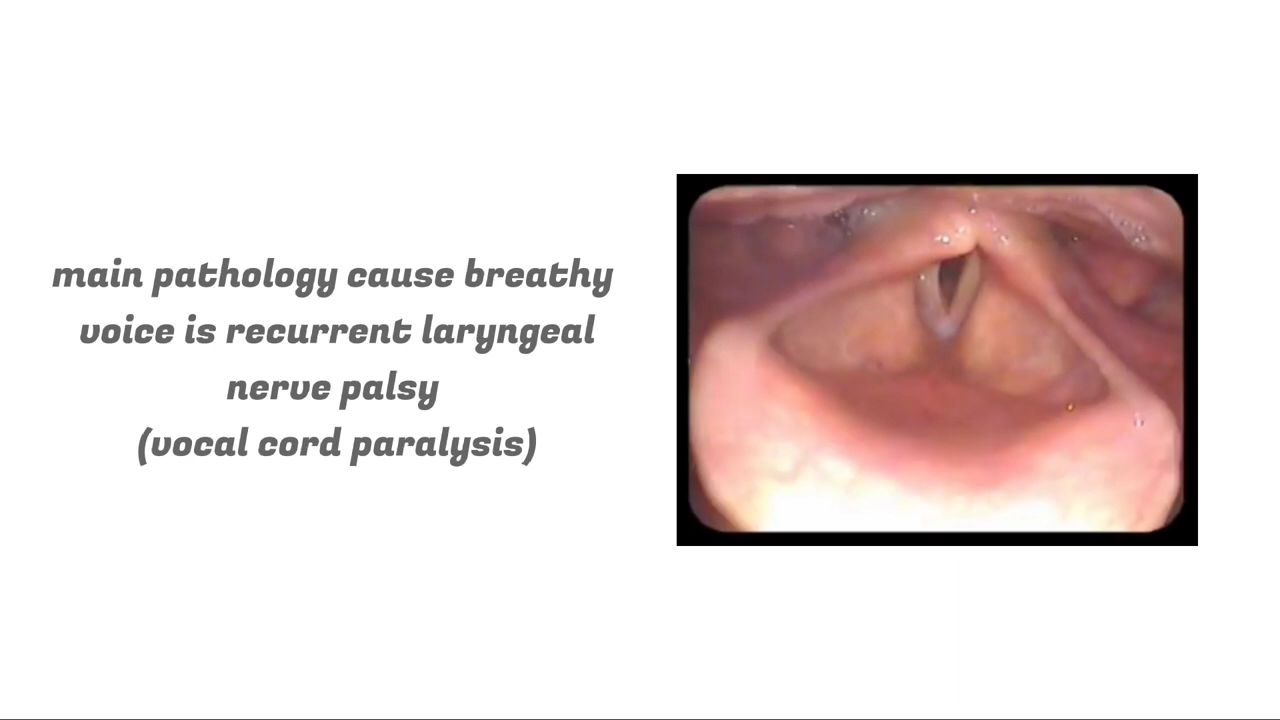 main pathology cause breathy
voice is recurrent laryngeal
nerve palsy
(vocal cord paralysis)